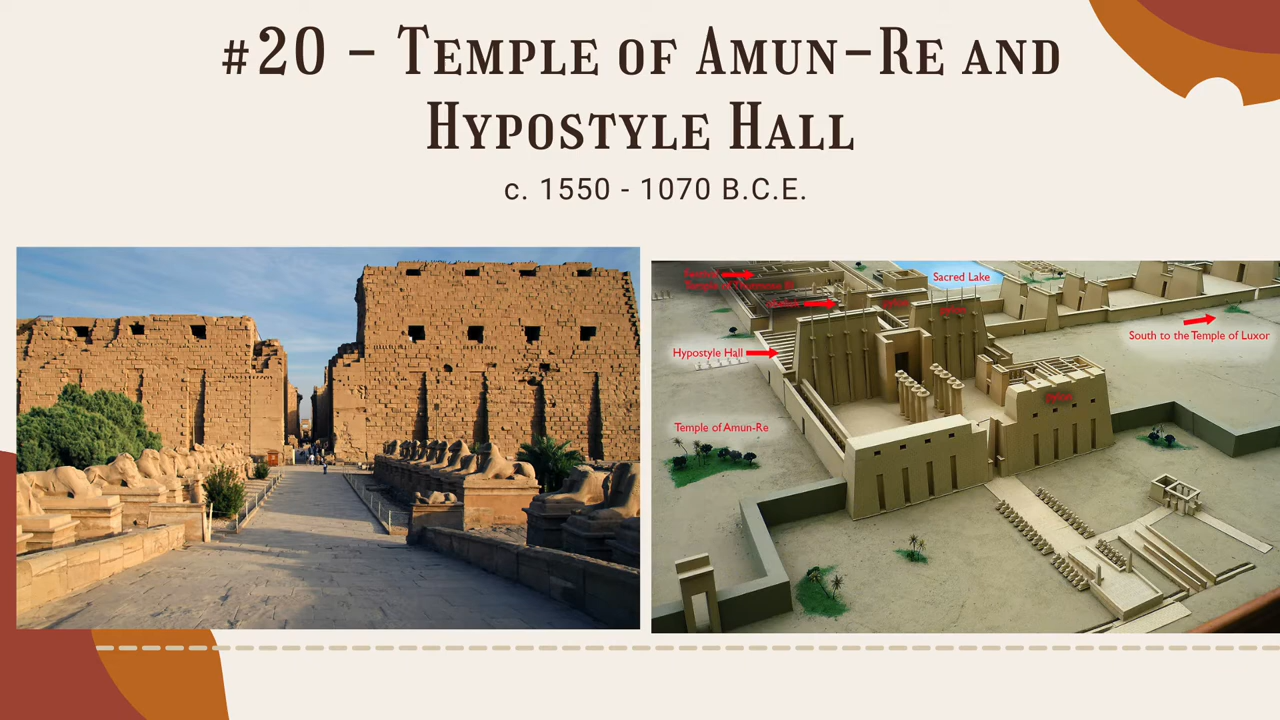 #20 - Temple of Amun-Re and
Hypostyle Hall
c. 1550 - 1070 B.C.E.
Sacred Lake
South to the Temple of Luxor
Hypostyle Hall
pylon
Temple of Amun-Re